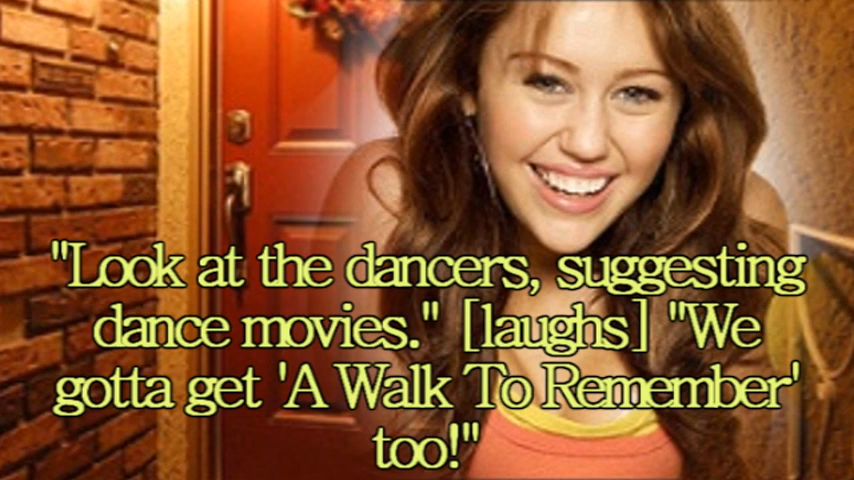 "Look at the dancers, suggesting
dance movies." [laughs] "We
gotta get 'A Walk To Remember'
too!"